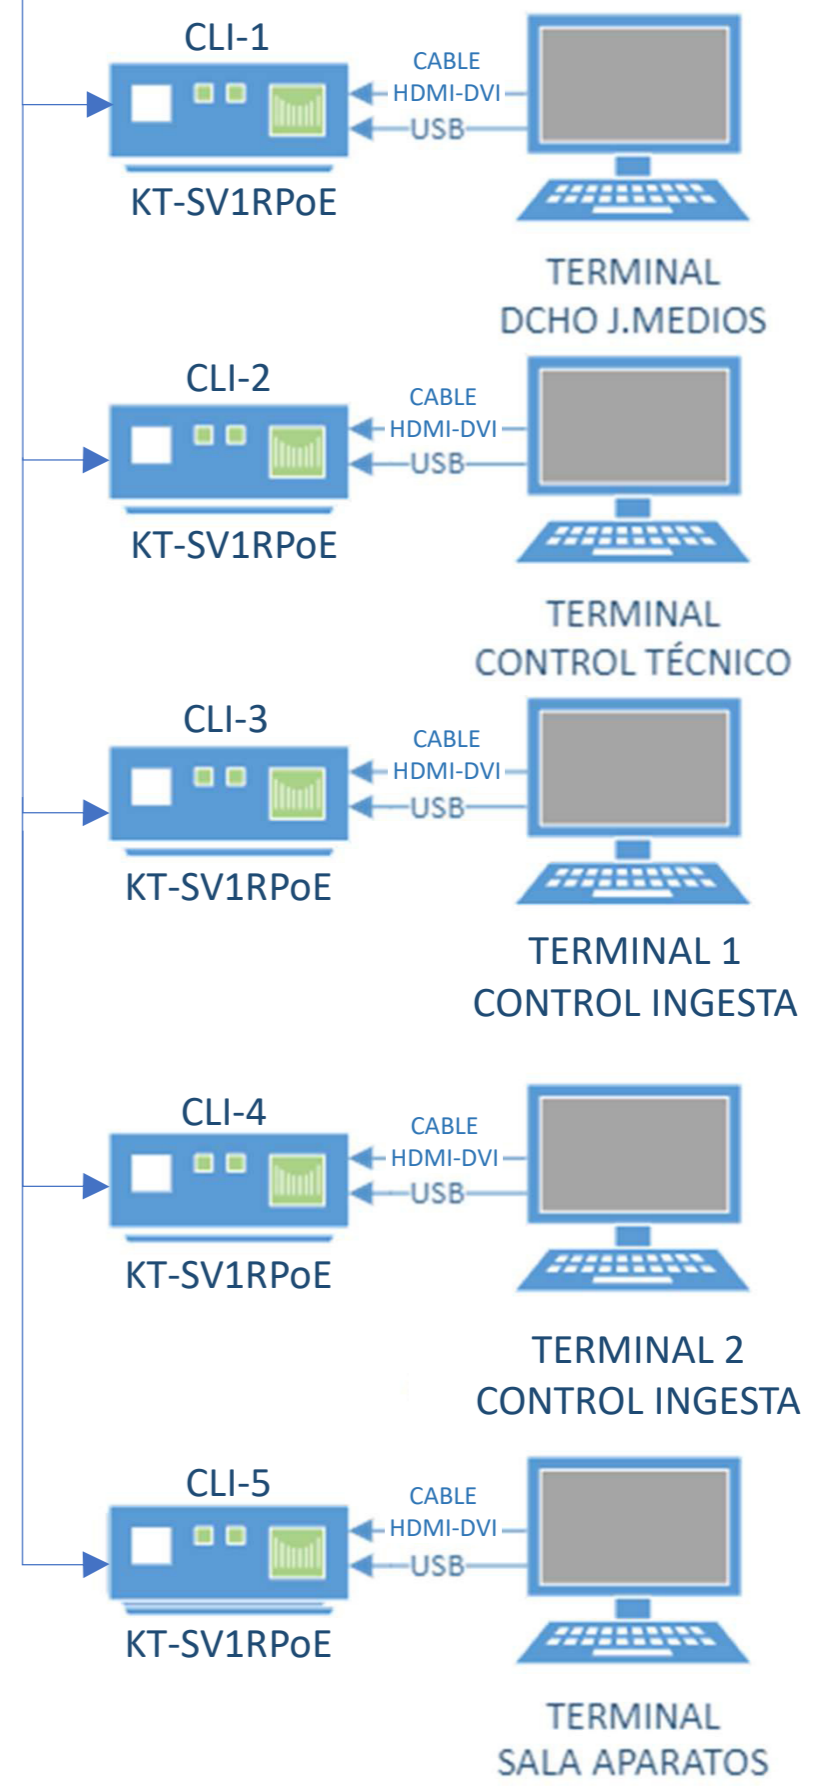 CLI-1
CABLE
HDMI-DVI
USB
KT-SV1RPoE
TERMINAL
DCHO J.MEDIOS
CLI-2
CABLE
HDMI-DVI
USB
KT-SV1RPoE
TERMINAL
CONTROL TÉCNICO
CLI-3
CABLE
HDMI-DVI
USB
KT-SV1RPoE
TERMINAL 1
CONTROL INGESTA
CLI-4
CABLE
HDMI-DVI
USB
KT-SV1RPoE
TERMINAL 2
CONTROL INGESTA
CLI-5
CABLE
HDMI-DVI
USB
KT-SV1RPoE
TERMINAL
SALA APARATOS